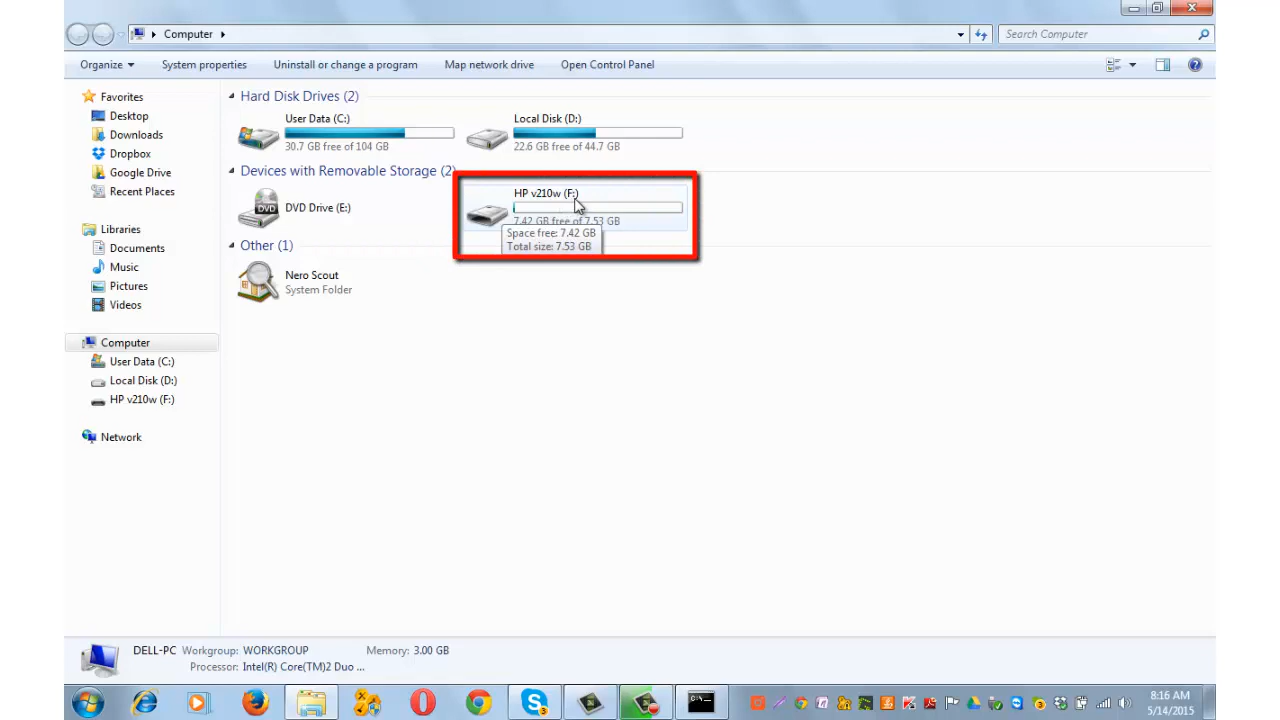 Computer
Search Computer
Organize
System properties
Uninstall or change a program
Map network drive
Open Control Panel
Favorites
Desktop
Downloads
Dropbox
Google Drive
Recent Places
Libraries
Documents
Music
Pictures
Videos
Computer
User Data (C:)
Local Disk (D:)
HP v210w (F:)
Network
Hard Disk Drives (2)
User Data (C:)
30.7 GB free of 104 GB
Local Disk (D:)
22.6 GB free of 44.7 GB
Devices with Removable Storage (2)
DVD
DVD Drive (E:)
HP v210w (F:)
7.42 GB free of 7.53 GB
Space free: 7.42 GB
Total size: 7.53 GB
Other (1)
Nero Scout
System Folder
DELL-PC Workgroup: WORKGROUP Memory: 3.00 GB
Processor: Intel(R) Core(TM)2 Duo ...
8:16 AM
5/14/2015